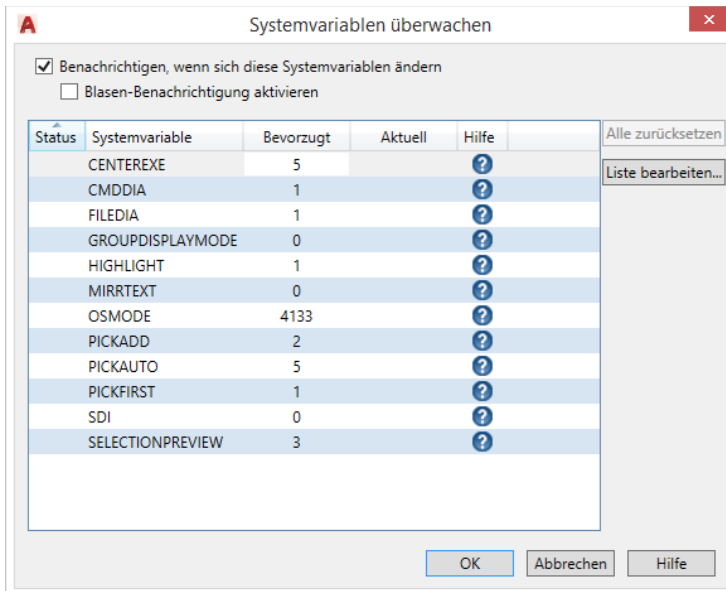 Systemvariablen überwachen
Benachrichtigen, wenn sich diese Systemvariablen ändern
Blasen-Benachrichtigung aktivieren
Status Systemvariable Bevorzugt Aktuell Hilfe
Alle zurücksetzen
CENTEREXE 5
Liste bearbeiten...
CMDDIA 1
FILEDIA 1
GROUPDISPLAYMODE 0
HIGHLIGHT 1
MIRRTEXT 0
OSMODE 4133
PICKADD 2
PICKAUTO 5
PICKFIRST 1
SDI 0
SELECTIONPREVIEW 3
OK Abbrechen Hilfe